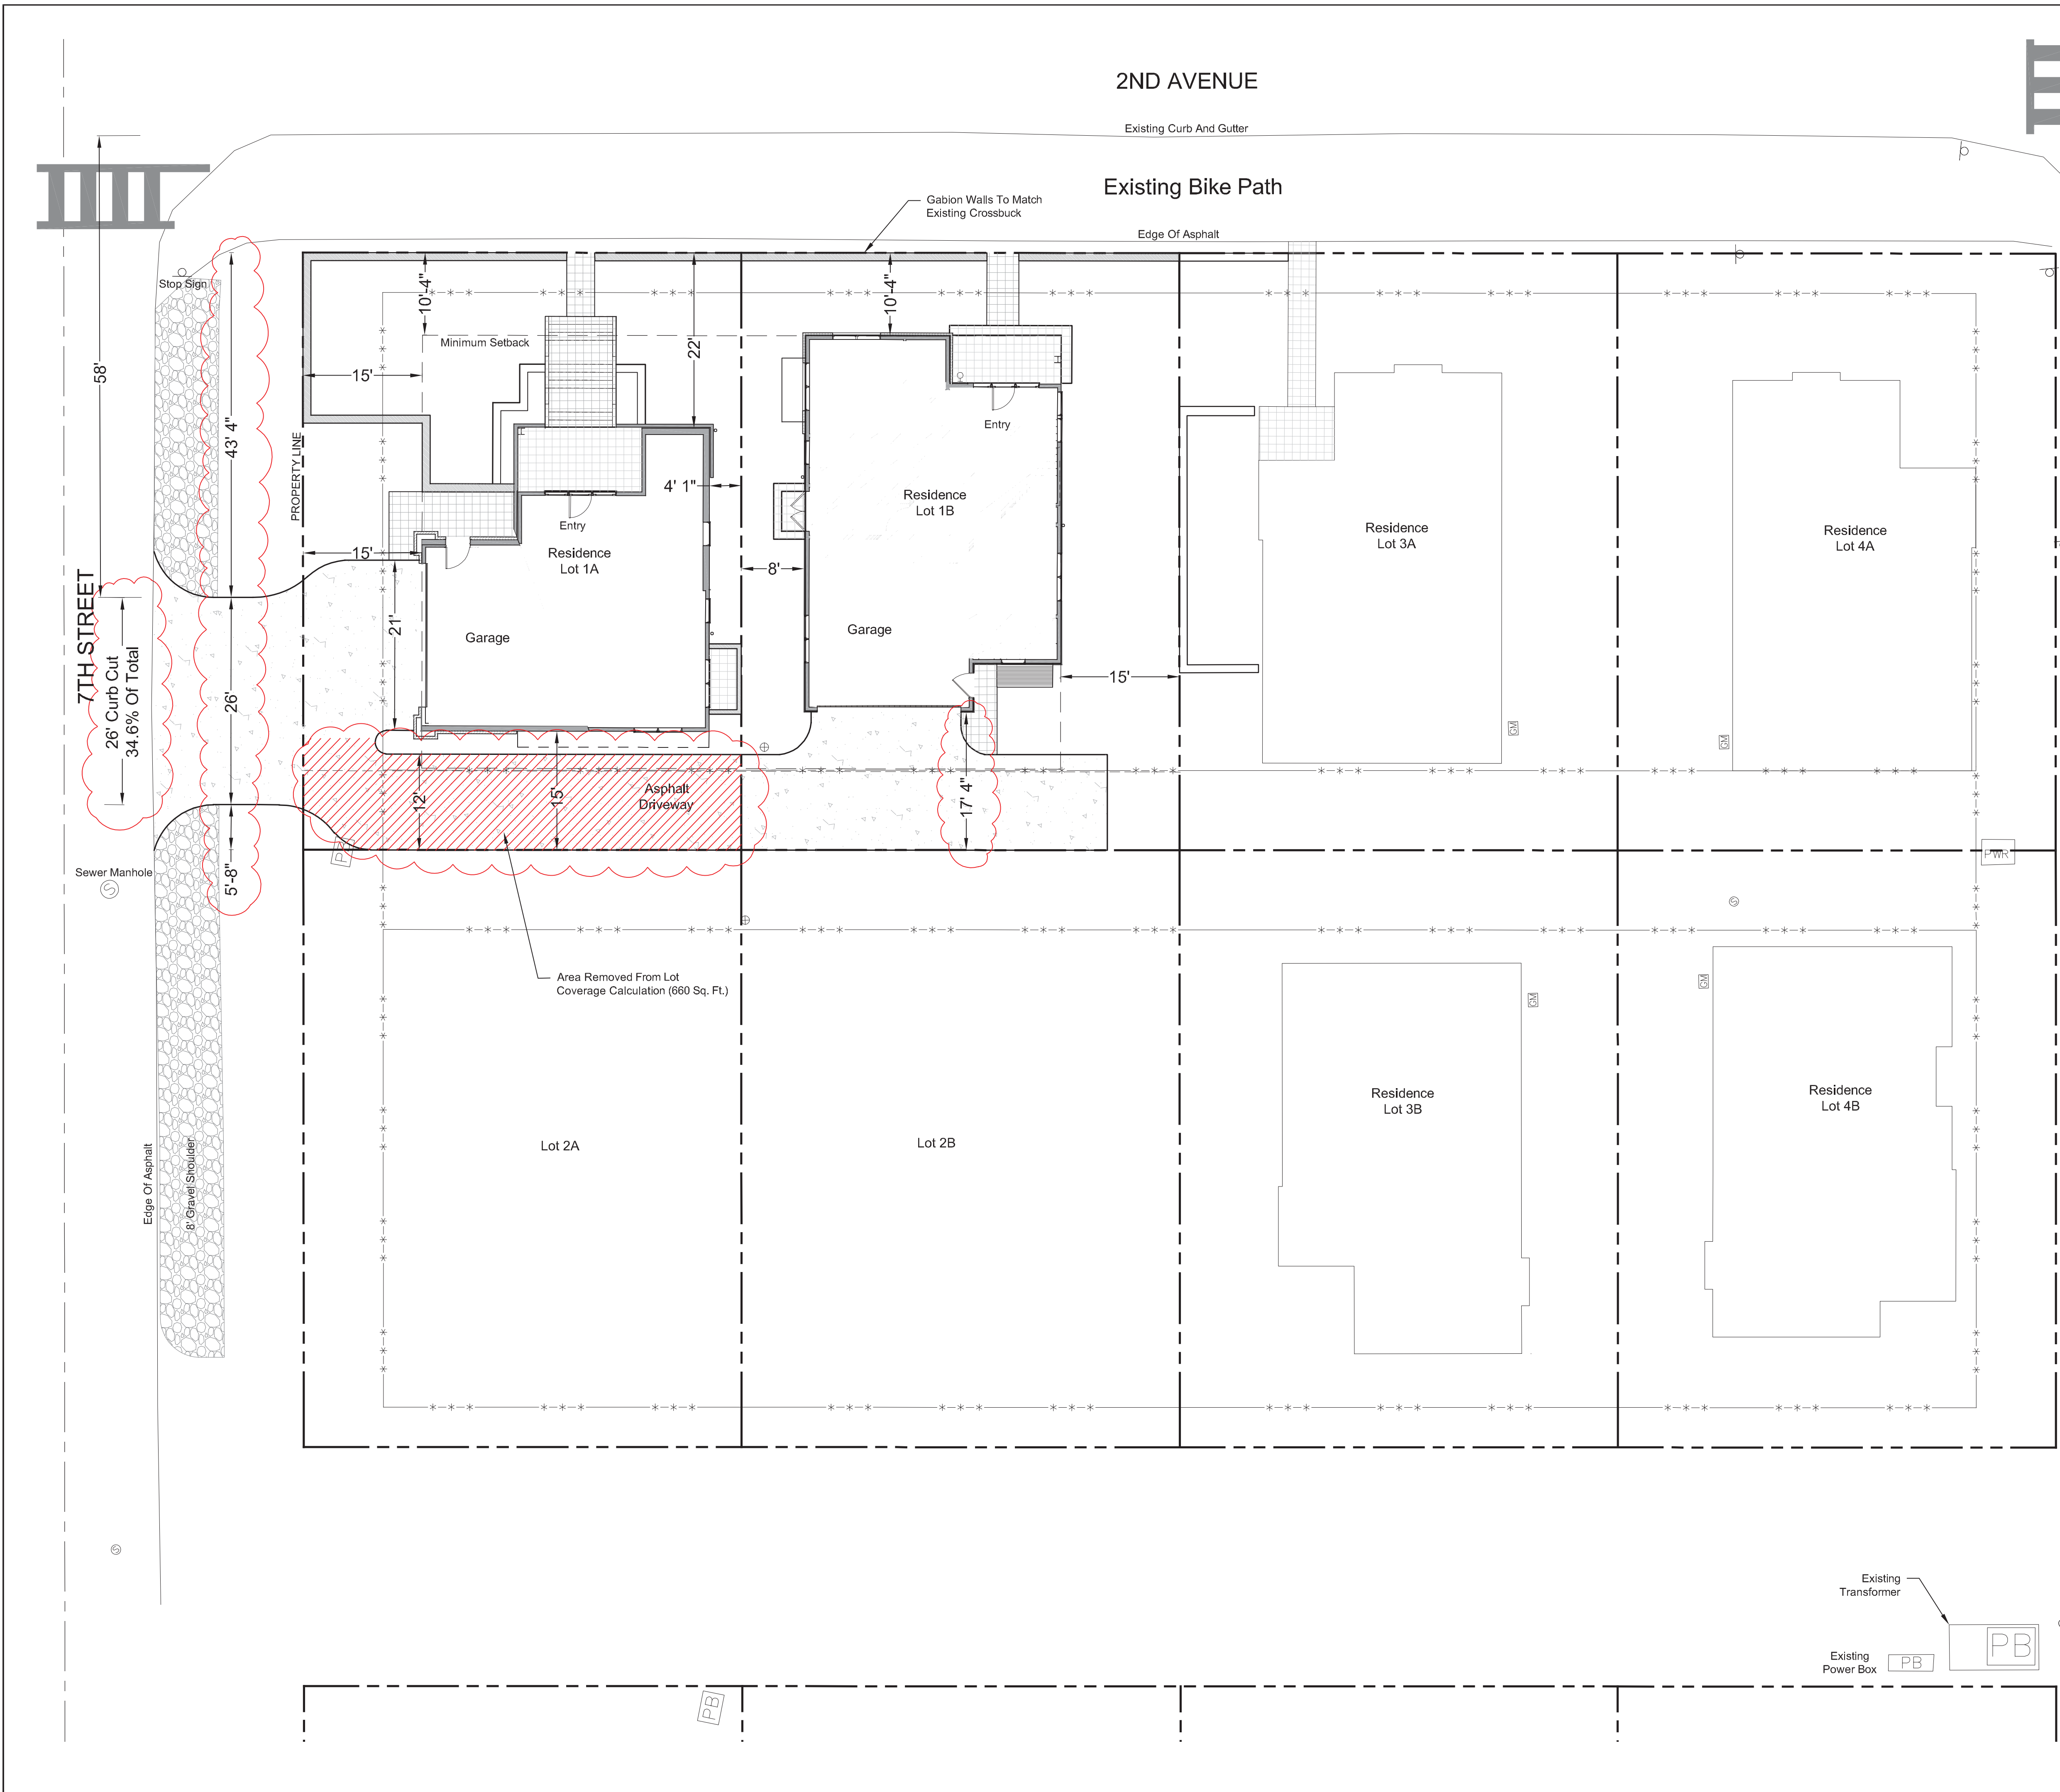 2ND AVENUE
Existing Curb And Gutter
Existing Bike Path
Gabion Walls To Match
Existing Crossbuck
Edge Of Asphalt
Stop Sign
58'
43' 4"
10'-4"
10'-4"
Minimum Setback
22'
15'
PROPERTY LINE
Entry
4' 1"
Residence
Lot 1B
Entry
Residence
Lot 1A
15'
8'
Residence
Lot 3A
Residence
Lot 4A
7TH STREET
26' Curb Cut
34.6% Of Total
26'
21'
Garage
Garage
15'
GM
GM
Asphalt
Driveway
12'
15'
17' 4"
5'-8"
Sewer Manhole
S
PWR
S
Area Removed From Lot
Coverage Calculation (660 Sq. Ft.)
GM
GM
Residence
Lot 3B
Residence
Lot 4B
Lot 2A
Lot 2B
Edge Of Asphalt
8' Gravel Shoulder
S
Existing
Transformer
PB
Existing
Power Box
PB
PB